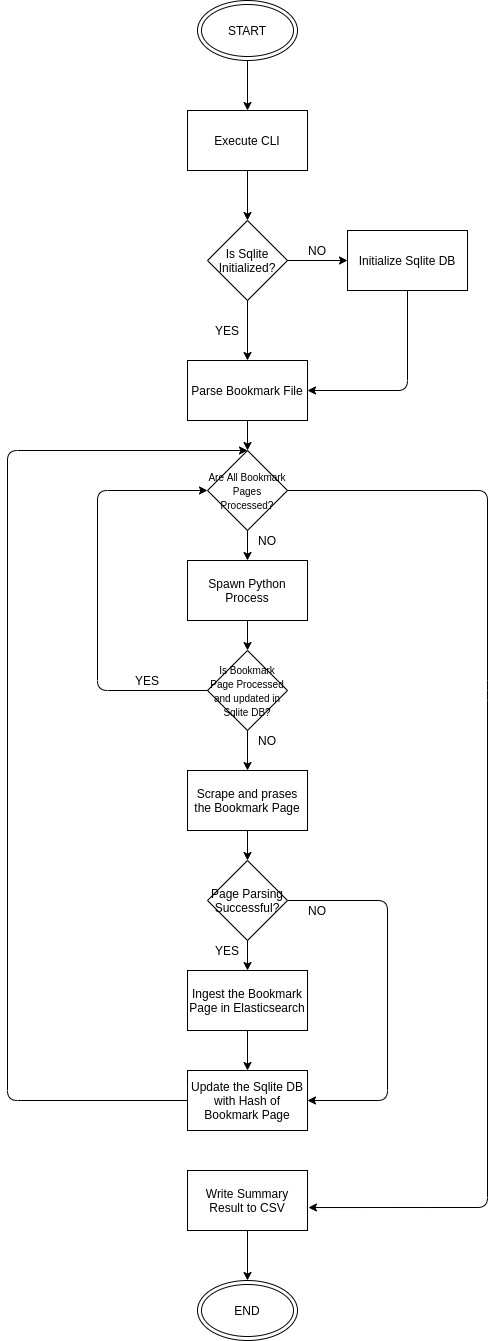 START
Execute CLI
Is Sqlite
Initialized?
NO
Initialize Sqlite DB
YES
Parse Bookmark File
Are All Bookmark
Pages
Processed?
NO
Spawn Python
Process
Is Bookmark
Page Processed
and updated in
Sqlite DB?
YES
NO
Scrape and prases
the Bookmark Page
Page Parsing
Successful?
NO
YES
Ingest the Bookmark
Page in Elasticsearch
Update the Sqlite DB
with Hash of
Bookmark Page
Write Summary
Result to CSV
END